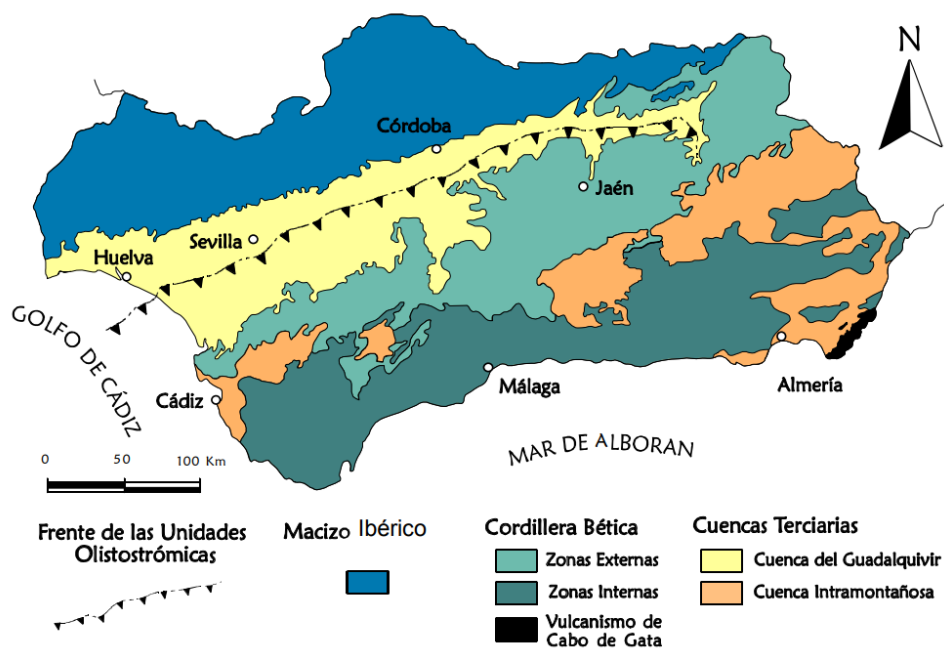 N
Córdoba
Jaén
Sevilla
Huelva
GOLFO DE CÁDIZ
Cádiz
Málaga
Almería
MAR DE ALBORAN
0 50 100 Km
Frente de las Unidades
Olistostrómicas
Macizo Ibérico
Cordillera Bética
Zonas Externas
Zonas Internas
Vulcanismo de
Cabo de Gata
Cuencas Terciarias
Cuenca del Guadalquivir
Cuenca Intramontañosa